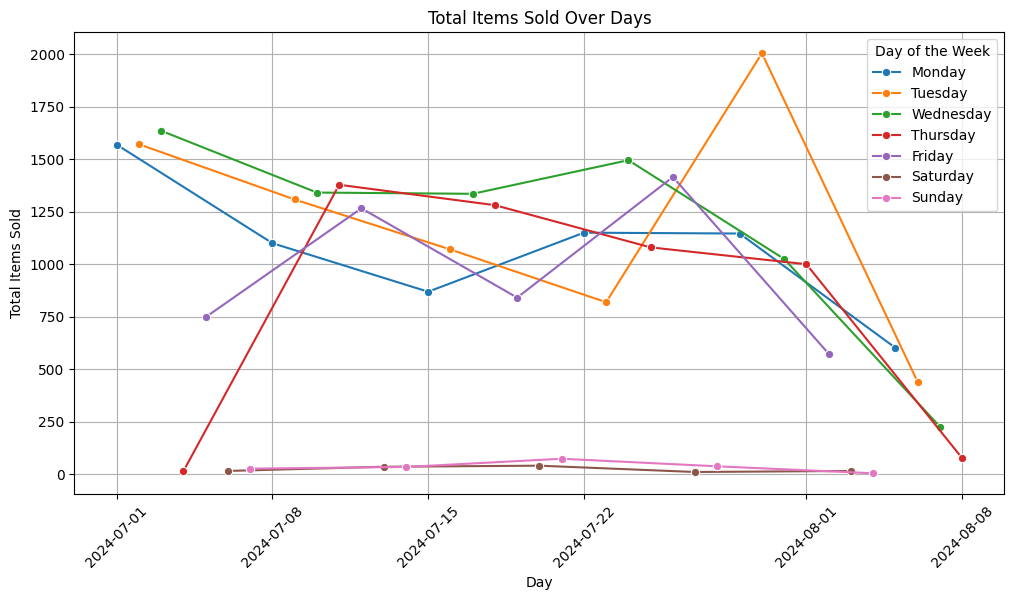 Total Items Sold Over Days
Total Items Sold
2000
1750
1500
1250
1000
750
500
250
0
Day of the Week
Monday
Tuesday
Wednesday
Thursday
Friday
Saturday
Sunday
2024-07-01
2024-07-08
2024-07-15
2024-07-22
2024-08-01
2024-08-08
Day